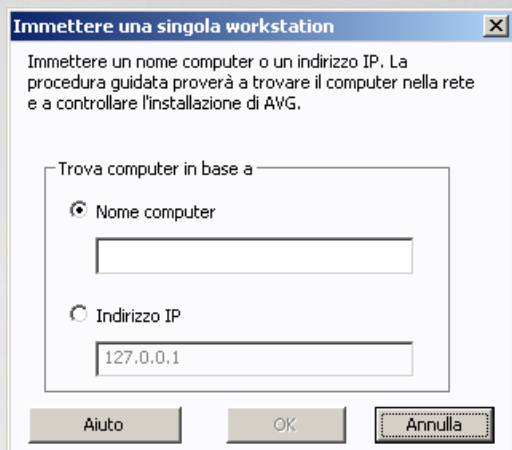 Immettere una singola workstation
Immettere un nome computer o un indirizzo IP. La
procedura guidata proverà a trovare il computer nella rete
e a controllare l'installazione di AVG.
Trova computer in base a
Nome computer
Indirizzo IP
127.0.0.1
Aiuto OK Annulla